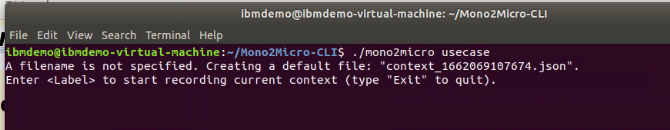 ibmdemo@ibmdemo-virtual-machine: ~/Mono2Micro-CLI
File Edit View Search Terminal Help
ibmdemo@ibmdemo-virtual-machine:~/Mono2Micro-CLI$ ./mono2micro usecase
A filename is not specified. Creating a default file: "context_1662069107674.json".
Enter <Label> to start recording current context (type "Exit" to quit).